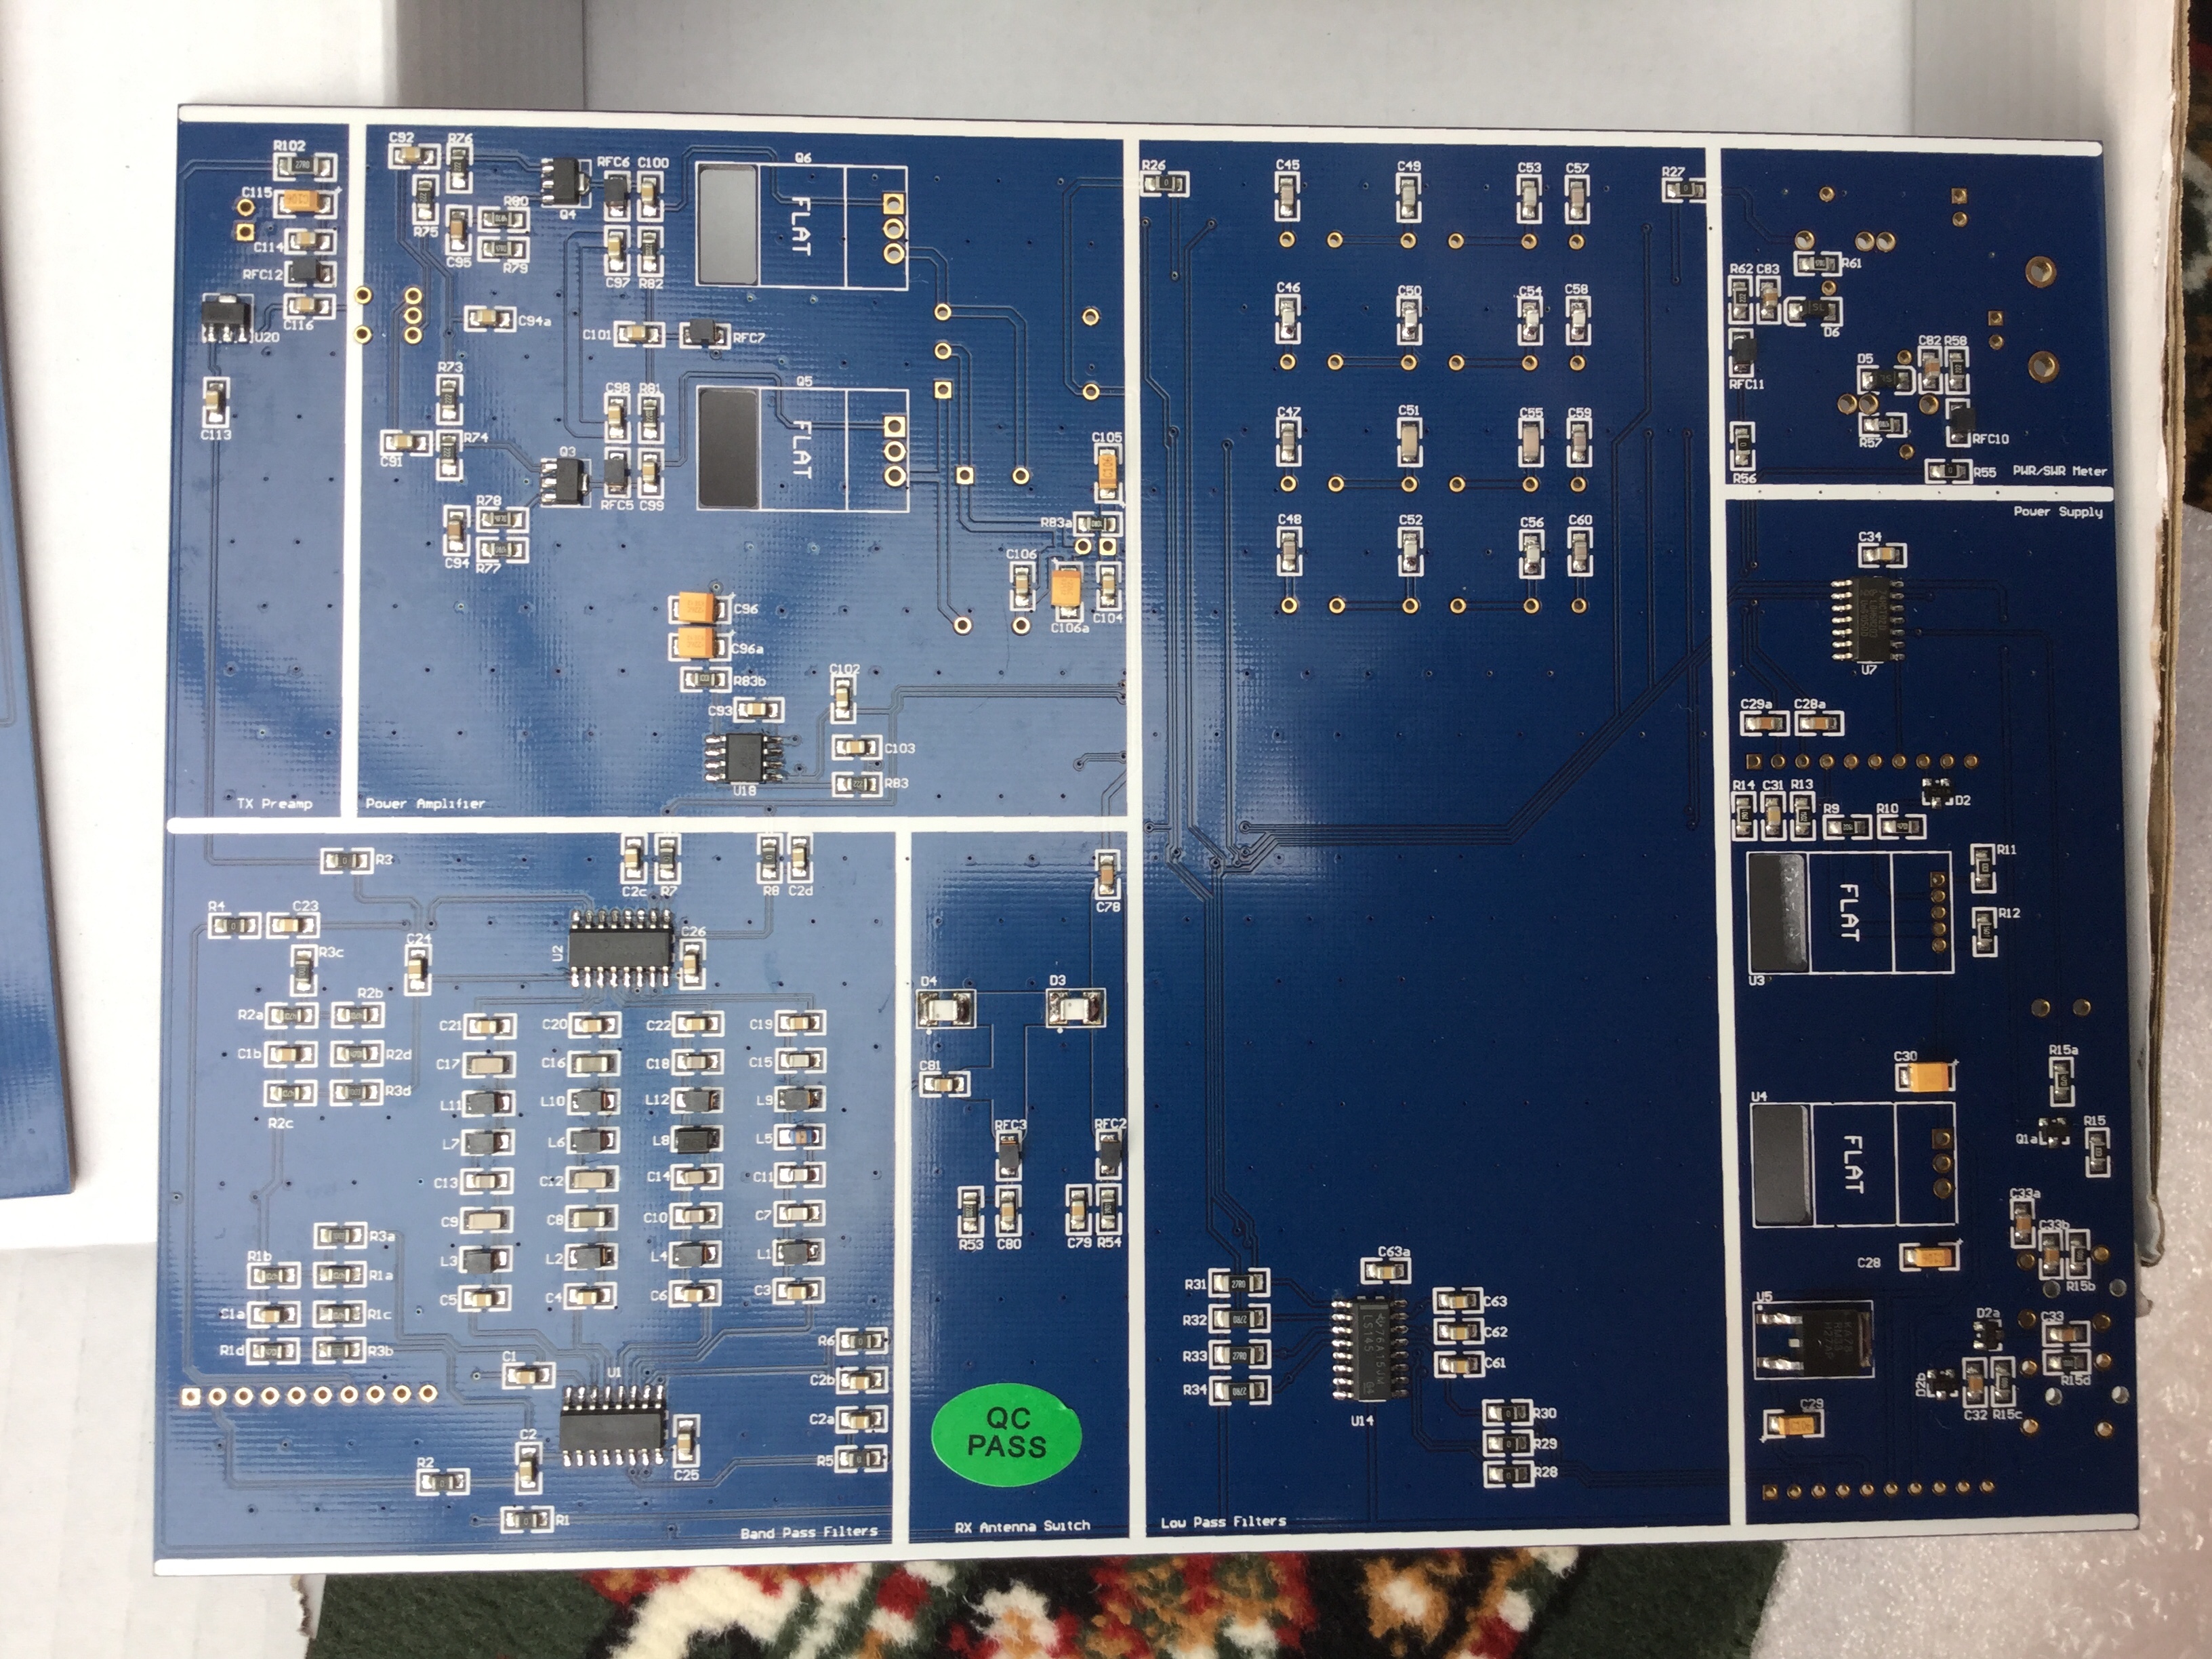 R102
C115
C114
RFC12
C116
U20
C113
TX Preamp
C92
R76
R75
C95
R80
R79
Q4
RFC6
C100
C97
R82
Q6
FLAT
C94a
C101
RFC7
R73
R74
C91
C98
R81
Q3
RFC5
C99
Q5
FLAT
R78
C94
R77
C105
R83a
C106
C106a
C104
C96
C96a
R83b
C93
C102
C103
R83
U18
Power Amplifier
R26
C45
C49
C53
C57
R27
C46
C50
C54
C58
C47
C51
C55
C59
C48
C52
C56
C60
R61
R62
C83
D6
RFC11
D5
C82
R58
R57
RFC10
R56
R55
PWR/SWR Meter
Power Supply
C34
U7
C29a
C28a
D2
R14
C31
R13
R9
R10
R11
R12
FLAT
U3
C30
U4
FLAT
R15a
Q1a
R15
C33a
C33b
R15b
C28
U5
D2a
C33
R15d
D2b
C32
R15c
C29
R3
C2c
R7
R8
C2d
R4
C23
R3c
C24
U2
C26
R2a
R2b
C1b
R2d
R3d
R2c
C21
C20
C22
C19
C17
C16
C18
C15
L11
L10
L12
L9
L7
L6
L8
L5
C13
C12
C14
C11
C9
C8
C10
C7
L3
L2
L4
L1
C5
C4
C6
C3
R3a
R1b
R1a
C1a
R1c
R1d
R3b
C1
U1
R6
C2b
C2a
R5
C25
C2
R2
R1
Band Pass Filters
C78
D4
D3
C81
RFC3
RFC2
R53
C80
C79
R54
QC
PASS
RX Antenna Switch
R31
27R0
R32
R33
27R0
R34
C63a
76A15JM
LS145
U14
C63
C62
C61
R30
R29
R28
Low Pass Filters